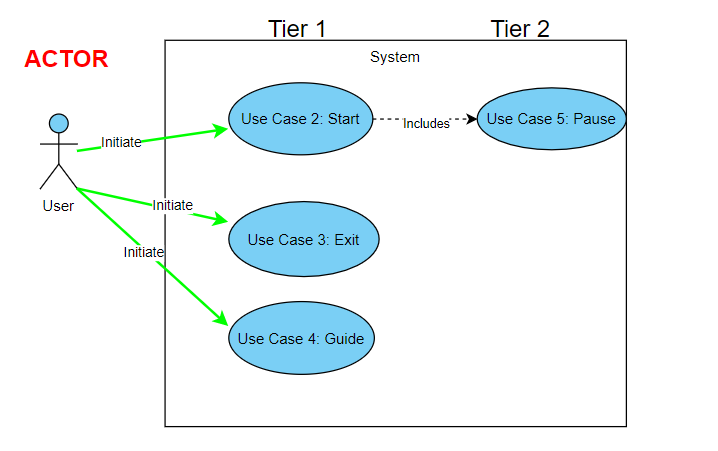 Tier 1
Tier 2
ACTOR
System
Use Case 2: Start
Includes
Use Case 5: Pause
Initiate
User
Initiate
Use Case 3: Exit
Initiate
Use Case 4: Guide